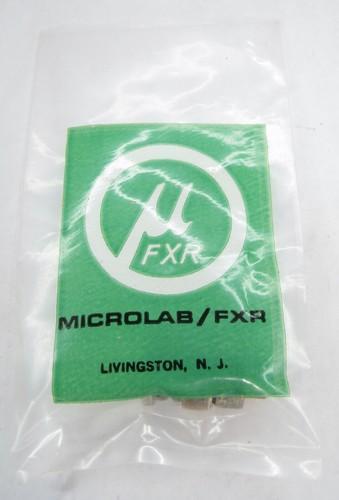 μ
FXR
MICROLAB/FXR
LIVINGSTON, N. J.